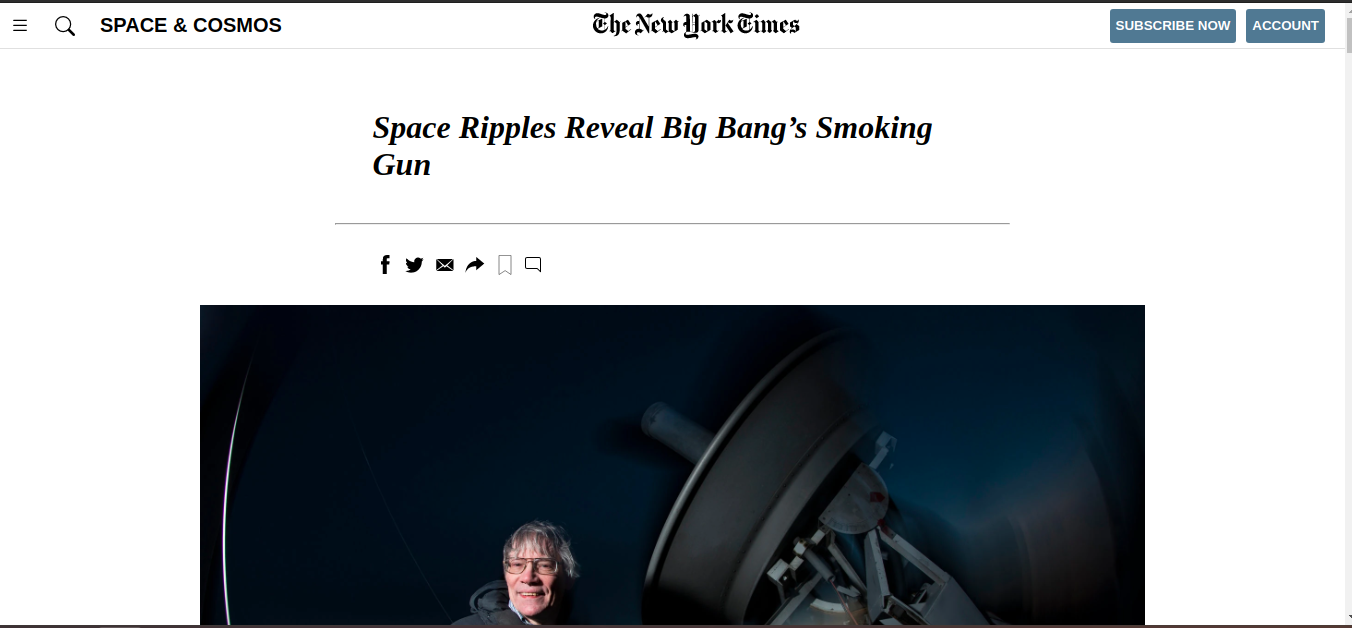 SPACE & COSMOS
The New York Times
SUBSCRIBE NOW
ACCOUNT
Space Ripples Reveal Big Bang’s Smoking
Gun